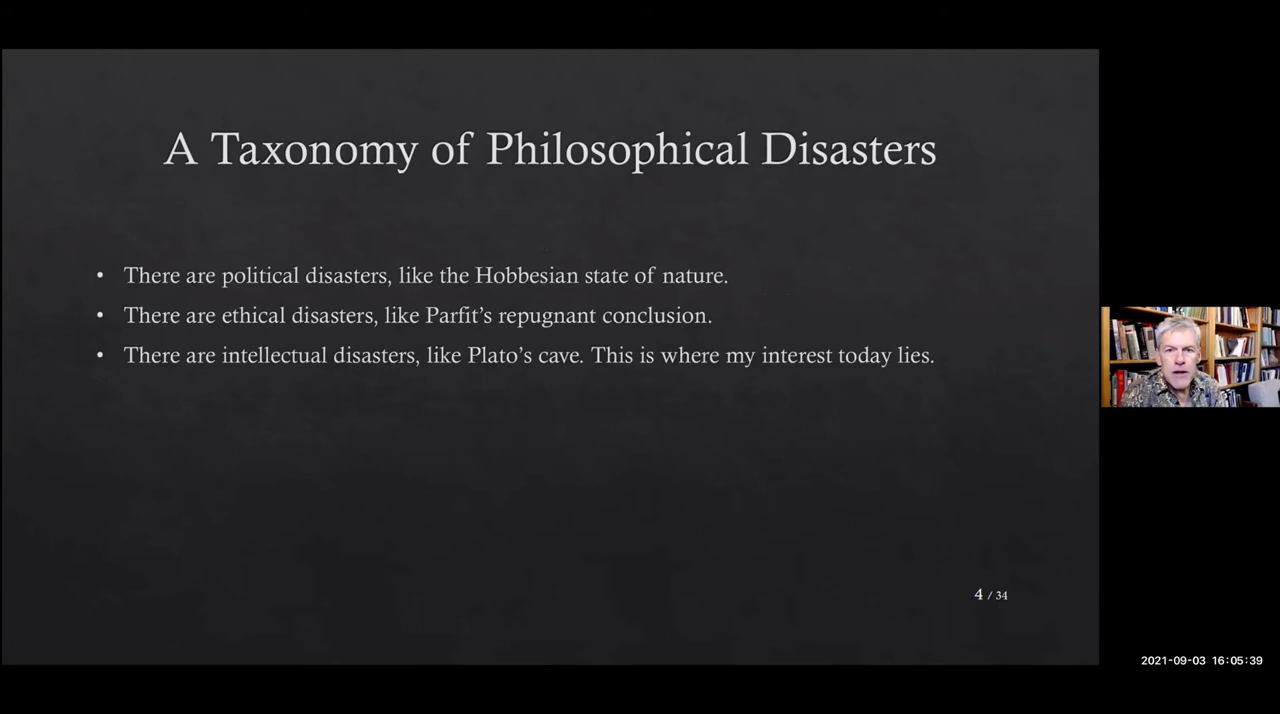 A Taxonomy of Philosophical Disasters
• There are political disasters, like the Hobbesian state of nature.
• There are ethical disasters, like Parfit’s repugnant conclusion.
• There are intellectual disasters, like Plato’s cave. This is where my interest today lies.
4 / 34
2021-09-03 16:05:39